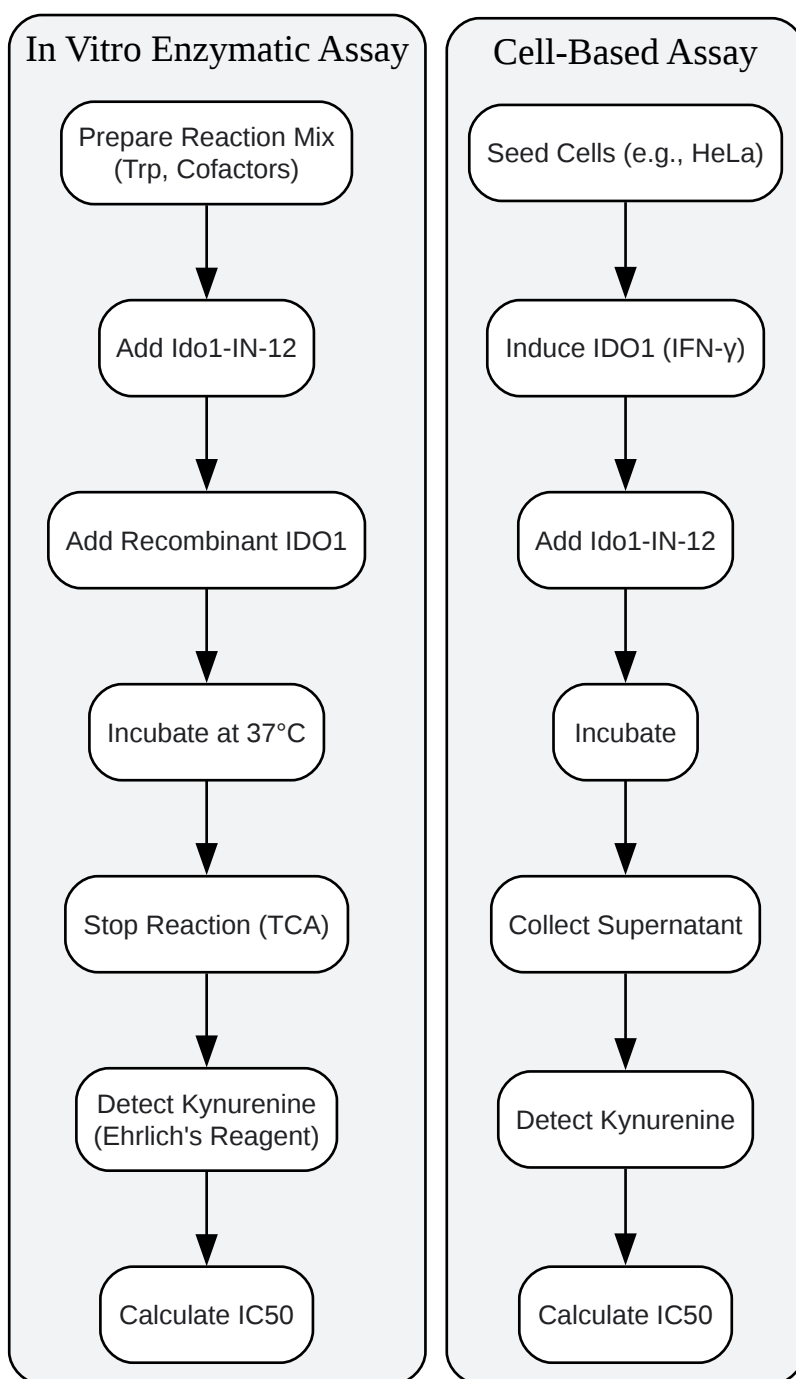 In Vitro Enzymatic Assay
Prepare Reaction Mix
(Trp, Cofactors)
Add Ido1-IN-12
Add Recombinant IDO1
Incubate at 37°C
Stop Reaction (TCA)
Detect Kynurenine
(Ehrlich's Reagent)
Calculate IC50
Cell-Based Assay
Seed Cells (e.g., HeLa)
Induce IDO1 (IFN-γ)
Add Ido1-IN-12
Incubate
Collect Supernatant
Detect Kynurenine
Calculate IC50